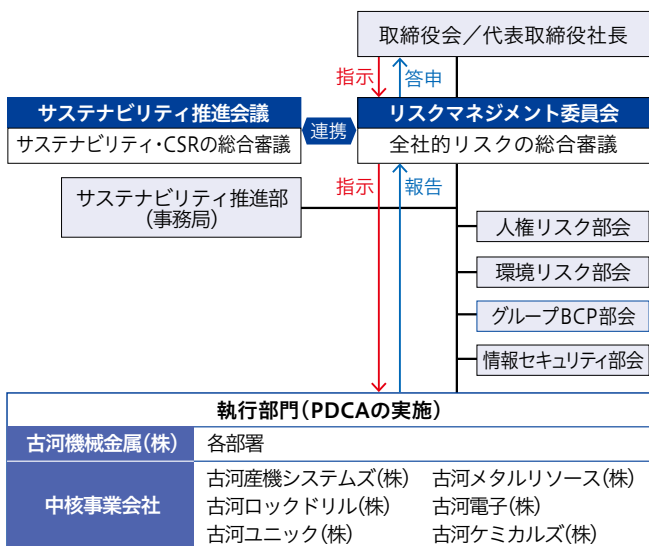 取締役会／代表取締役社長
指示
答申
サステナビリティ推進会議
サステナビリティ・CSRの総合審議
連携
リスクマネジメント委員会
全社的リスクの総合審議
指示
報告
サステナビリティ推進部
(事務局)
人権リスク部会
環境リスク部会
グループBCP部会
情報セキュリティ部会
執行部門(PDCAの実施)
古河機械金属(株)
各部署
中核事業会社
古河産機システムズ(株) 古河メタルリソース(株)
古河ロックドリル(株) 古河電子(株)
古河ユニック(株) 古河ケミカルズ(株)